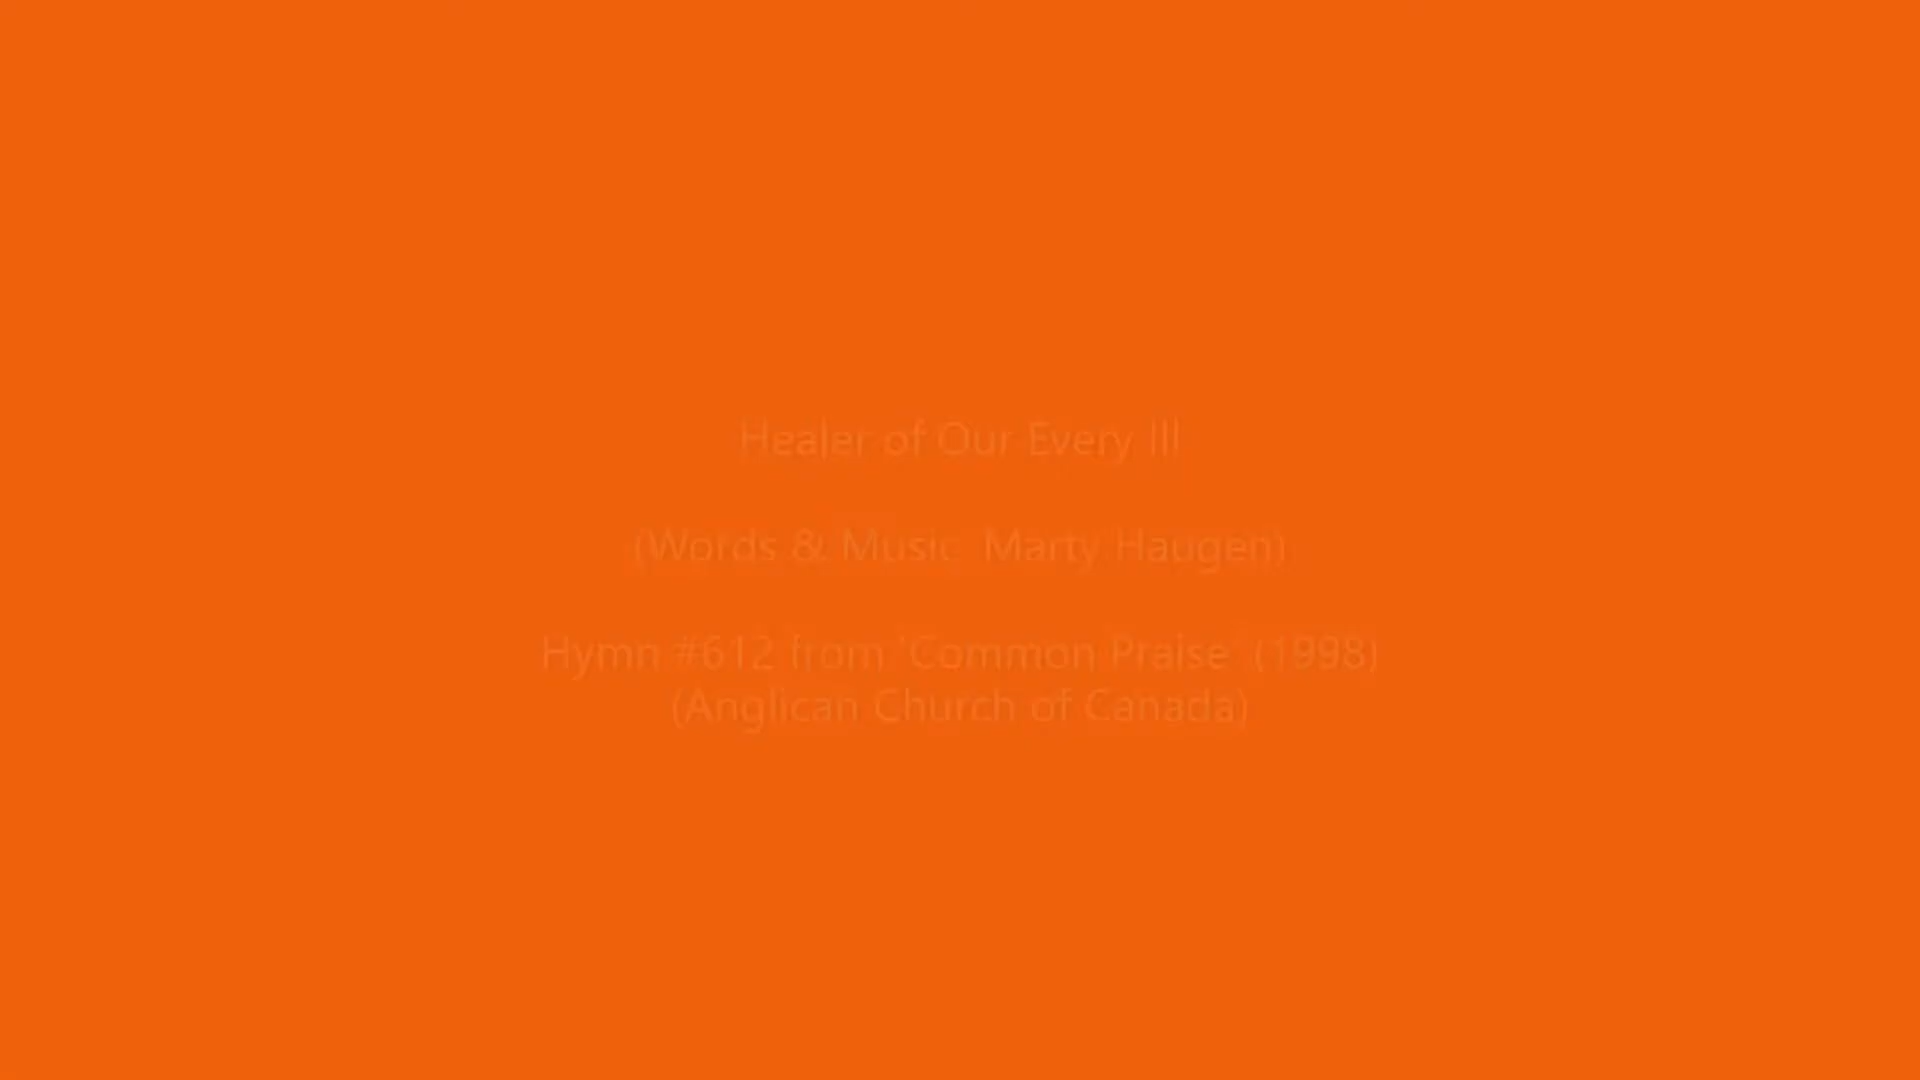 Healer of Our Every Ill
(Words & Music: Marty Haugen)
Hymn #612 from 'Common Praise' (1998)
(Anglican Church of Canada)